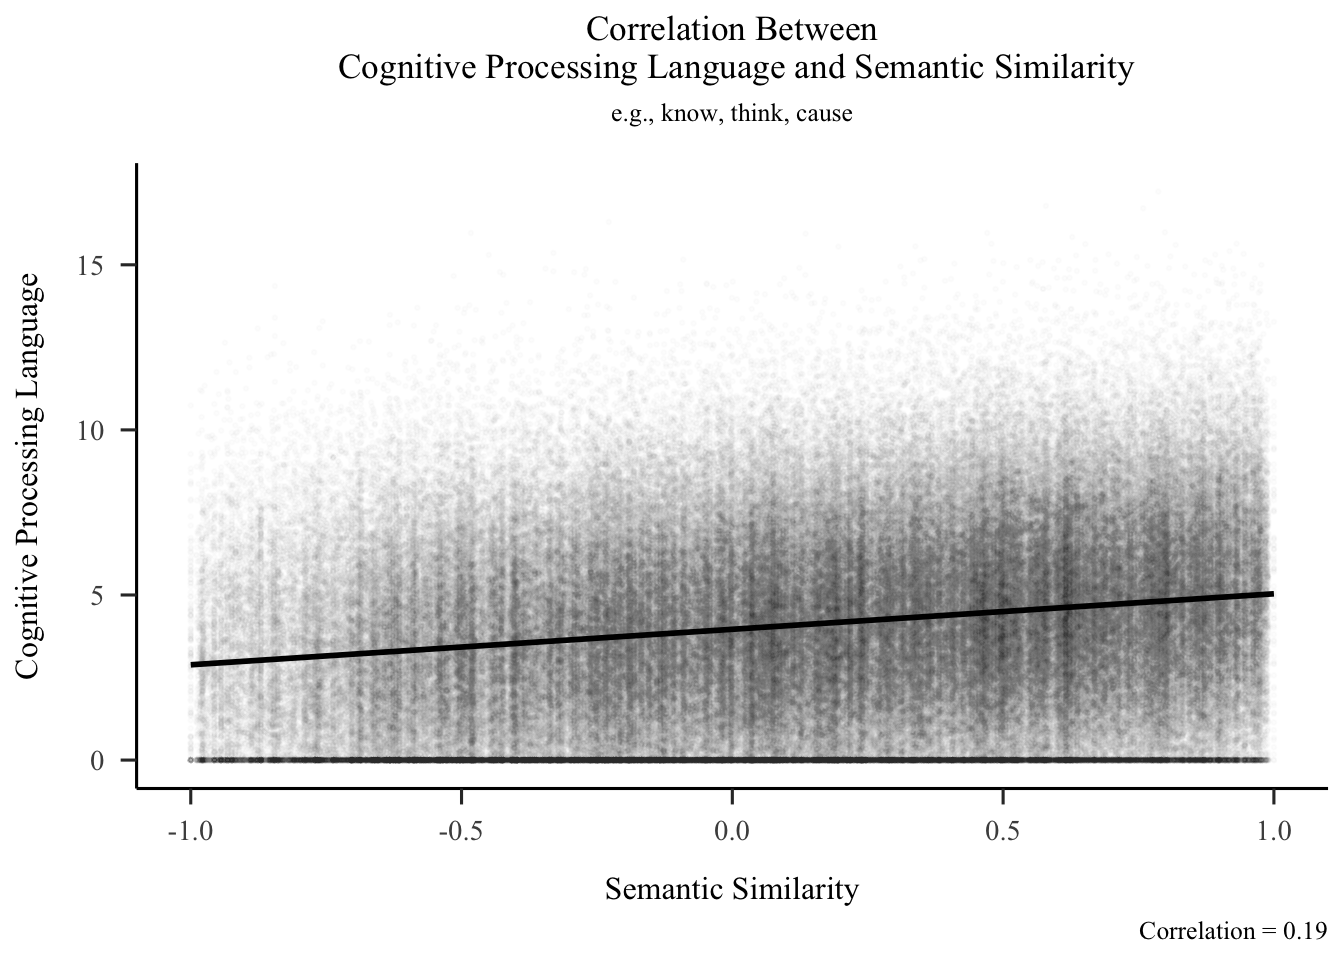 Correlation Between
Cognitive Processing Language and Semantic Similarity
e.g., know, think, cause
Cognitive Processing Language
15
10
5
0
-1.0
-0.5
0.0
0.5
1.0
Semantic Similarity
Correlation = 0.19